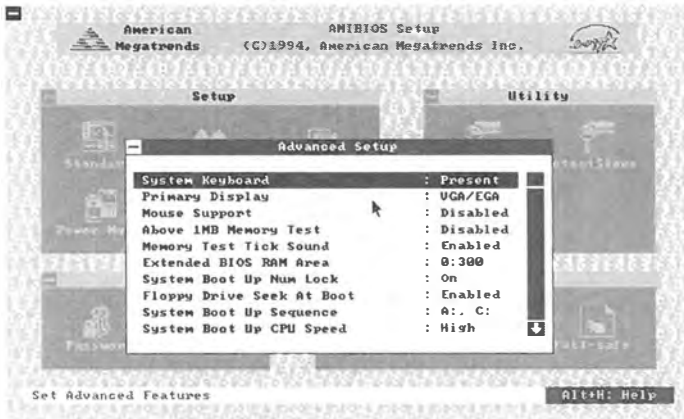 American
Megatrends
AMIBIOS Setup
(C)1994, American Megatrends Inc.
Setup
Utility
Advanced Setup
System Keyboard : Present
Primary Display : VGA/EGA
Mouse Support : Disabled
Above 1MB Memory Test : Disabled
Memory Test Tick Sound : Enabled
Extended BIOS RAM Area : 0:300
System Boot Up Num Lock : On
Floppy Drive Seek At Boot : Enabled
System Boot Up Sequence : A:, C:
System Boot Up CPU Speed : High
Set Advanced Features
Alt+H: Help